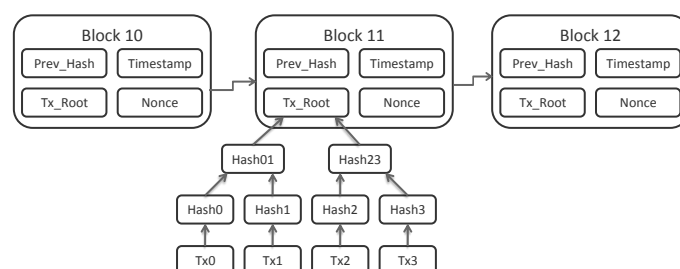 Block 10 Block 11 Block 12
Prev_Hash Timestamp Prev_Hash Timestamp Prev_Hash Timestamp
Tx_Root Nonce Tx_Root Nonce Tx_Root Nonce
Hash01 Hash23
Hash0 Hash1 Hash2 Hash3
Tx0 Tx1 Tx2 Tx3